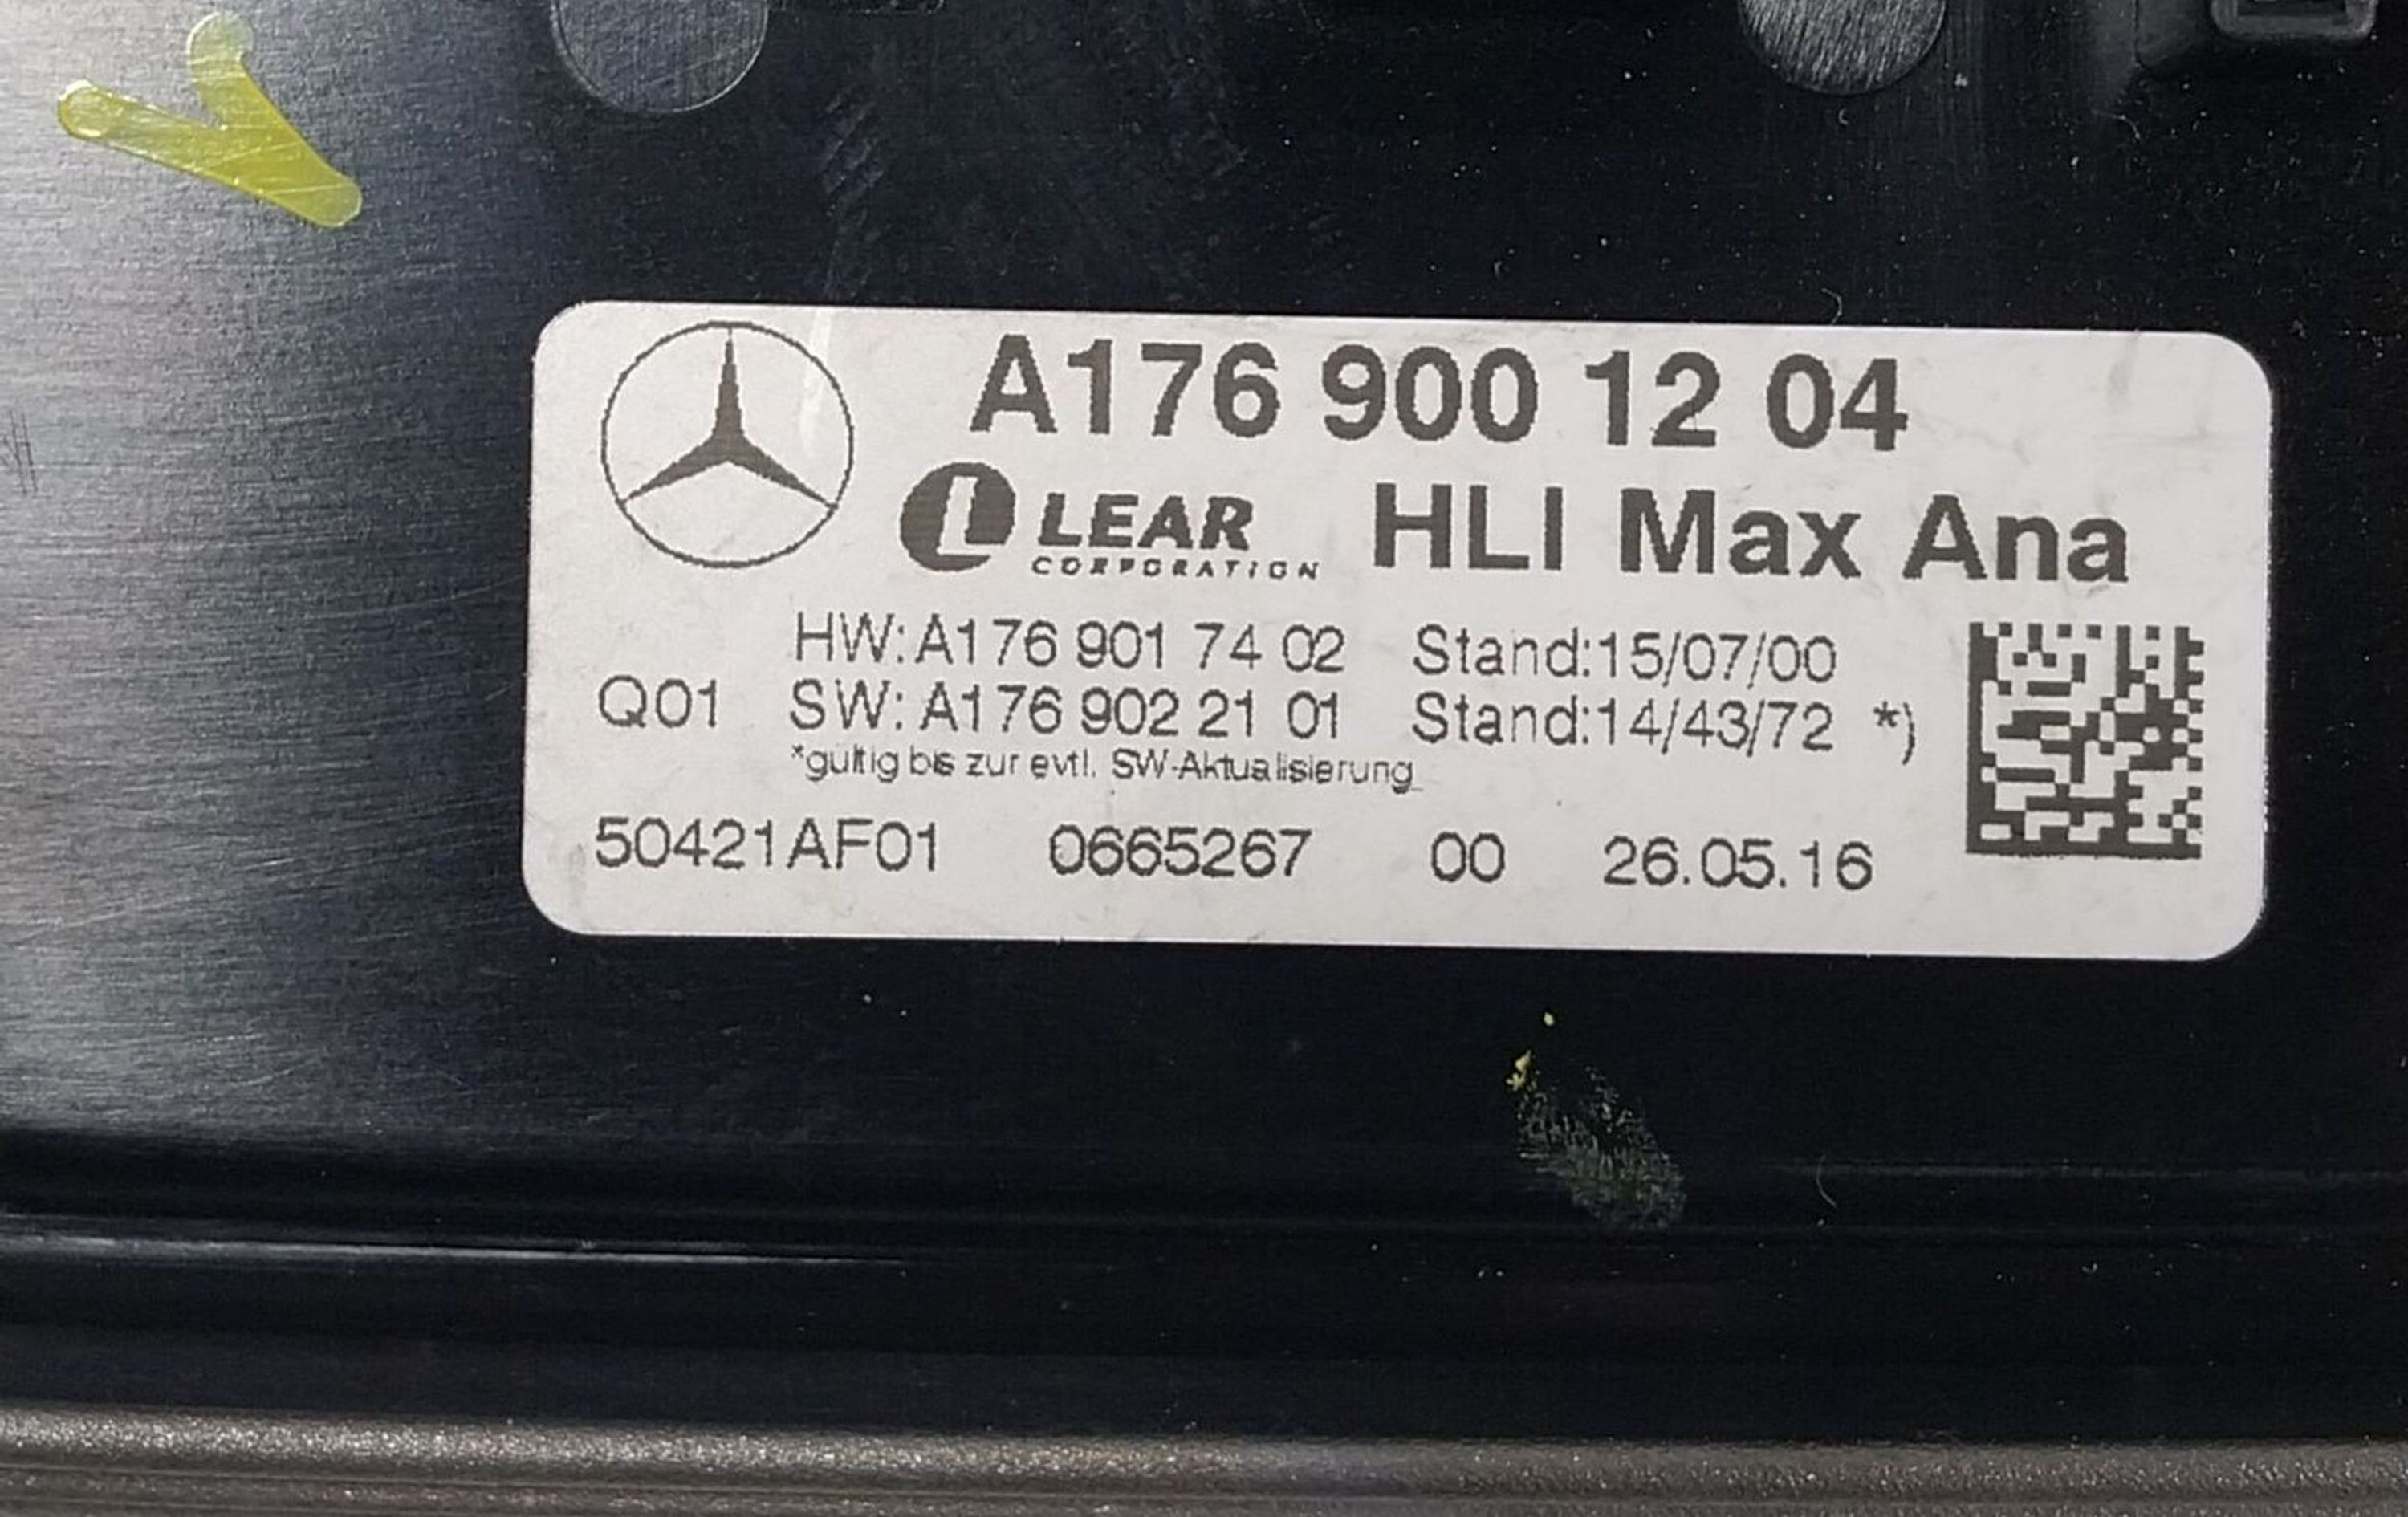 A176 900 12 04
LEAR HLI Max Ana
CORPORATION
HW:A176 901 74 02 Stand:15/07/00
Q01 SW: A176 902 21 01 Stand:14/43/72 *)
*gültig bis zur evtl. SW-Aktualisierung
50421AF01 0665267 00 26.05.16